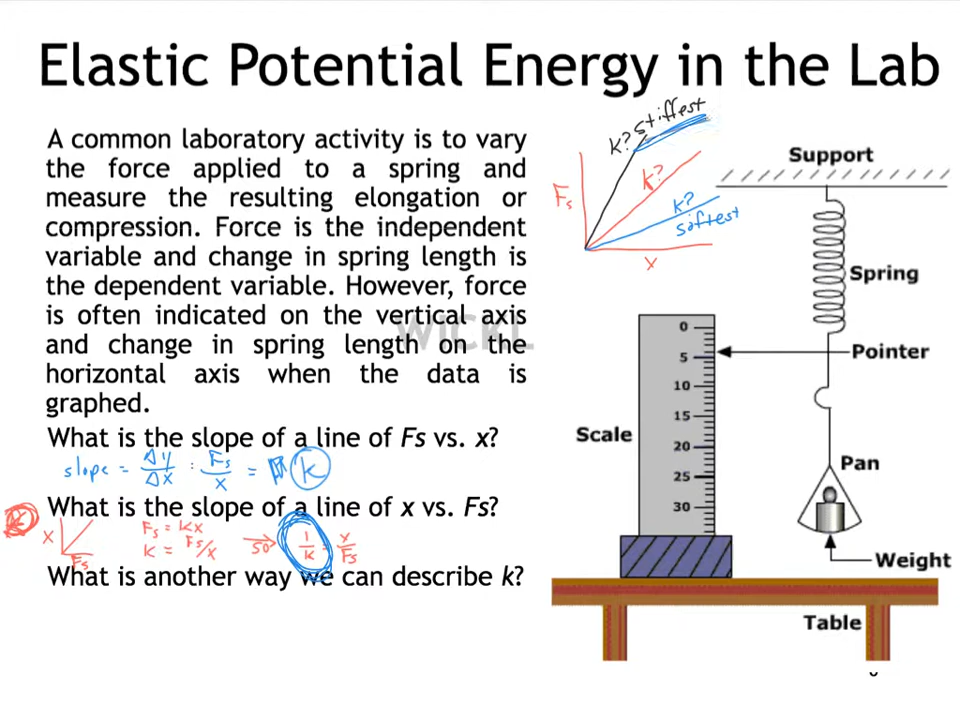 Elastic Potential Energy in the Lab
A common laboratory activity is to vary
the force applied to a spring and
measure the resulting elongation or
compression. Force is the independent
variable and change in spring length is
the dependent variable. However, force
is often indicated on the vertical axis
and change in spring length on the
horizontal axis when the data is
graphed.
What is the slope of a line of Fs vs. x?
slope = Δy/Δx : Fs/x = k
What is the slope of a line of x vs. Fs?
x
Fs
Fs = kx
k = Fs/x
so
1/k = x/Fs
What is another way we can describe k?
Fs
x
k? stiffest
k?
k?
siftest
Support
Spring
Pointer
Scale
0
5
10
15
20
25
30
Pan
Weight
Table